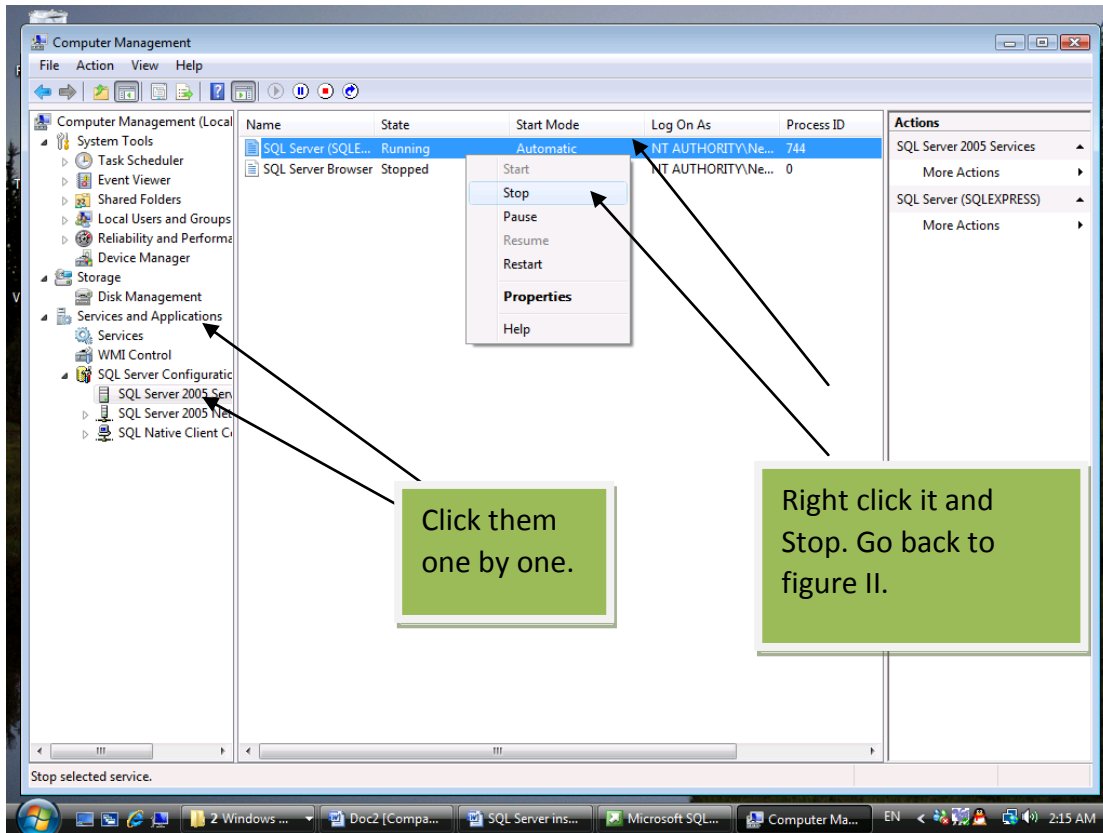 Computer Management
File Action View Help
Computer Management (Local
System Tools
Task Scheduler
Event Viewer
Shared Folders
Local Users and Groups
Reliability and Performa
Device Manager
Storage
Disk Management
Services and Applications
Services
WMI Control
SQL Server Configuratic
SQL Server 2005 Serv
SQL Server 2005 Net
SQL Native Client Co
Name State Start Mode Log On As Process ID
SQL Server (SQLE... Running Automatic NT AUTHORITY\Ne... 744
SQL Server Browser Stopped NT AUTHORITY\Ne... 0
Start
Stop
Pause
Resume
Restart
Properties
Help
Actions
SQL Server 2005 Services
More Actions
SQL Server (SQLEXPRESS)
More Actions
Click them
one by one.
Right click it and
Stop. Go back to
figure II.
Stop selected service.
2 Windows ... Doc2 [Compa... SQL Server ins... Microsoft SQL... Computer Ma... EN 2:15 AM